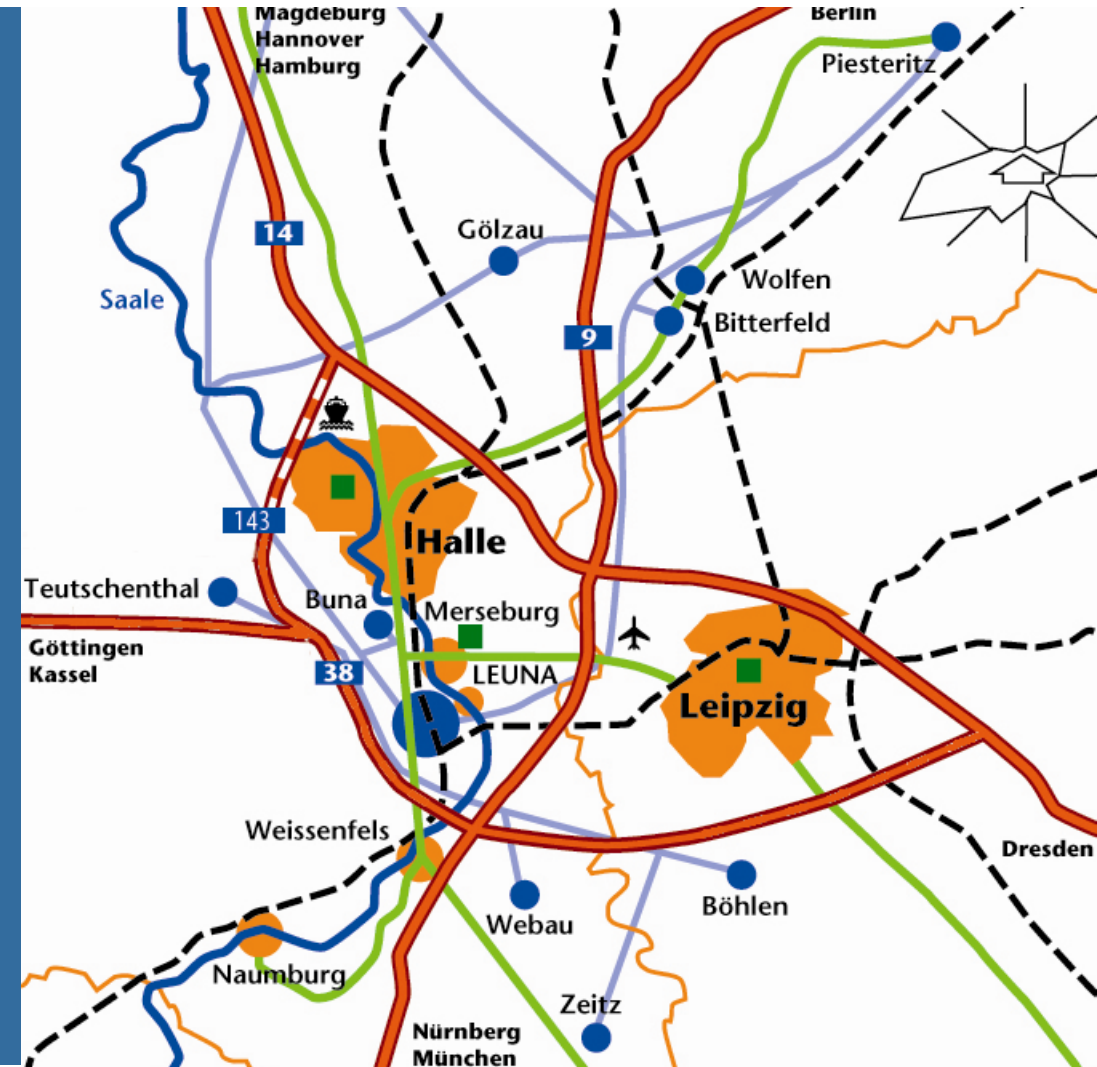 Magdeburg
Hannover
Hamburg
Berlin
Piesteritz
14
Gölzau
Saale
Wolfen
9
Bitterfeld
143
Halle
Teutschenthal
Buna
Merseburg
Göttingen
Kassel
38
LEUNA
Leipzig
Weissenfels
Dresden
Webau
Böhlen
Naumburg
Zeitz
Nürnberg
München